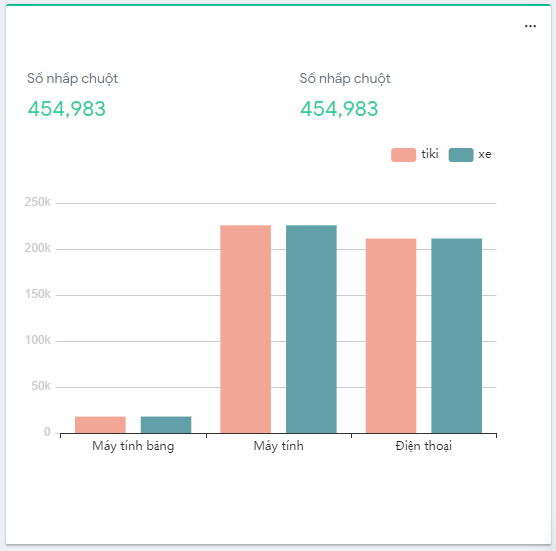 ...
Số nhấp chuột
Số nhấp chuột
454,983
454,983
tiki
xe
250k
200k
150k
100k
50k
0
Máy tính bảng
Máy tính
Điện thoại